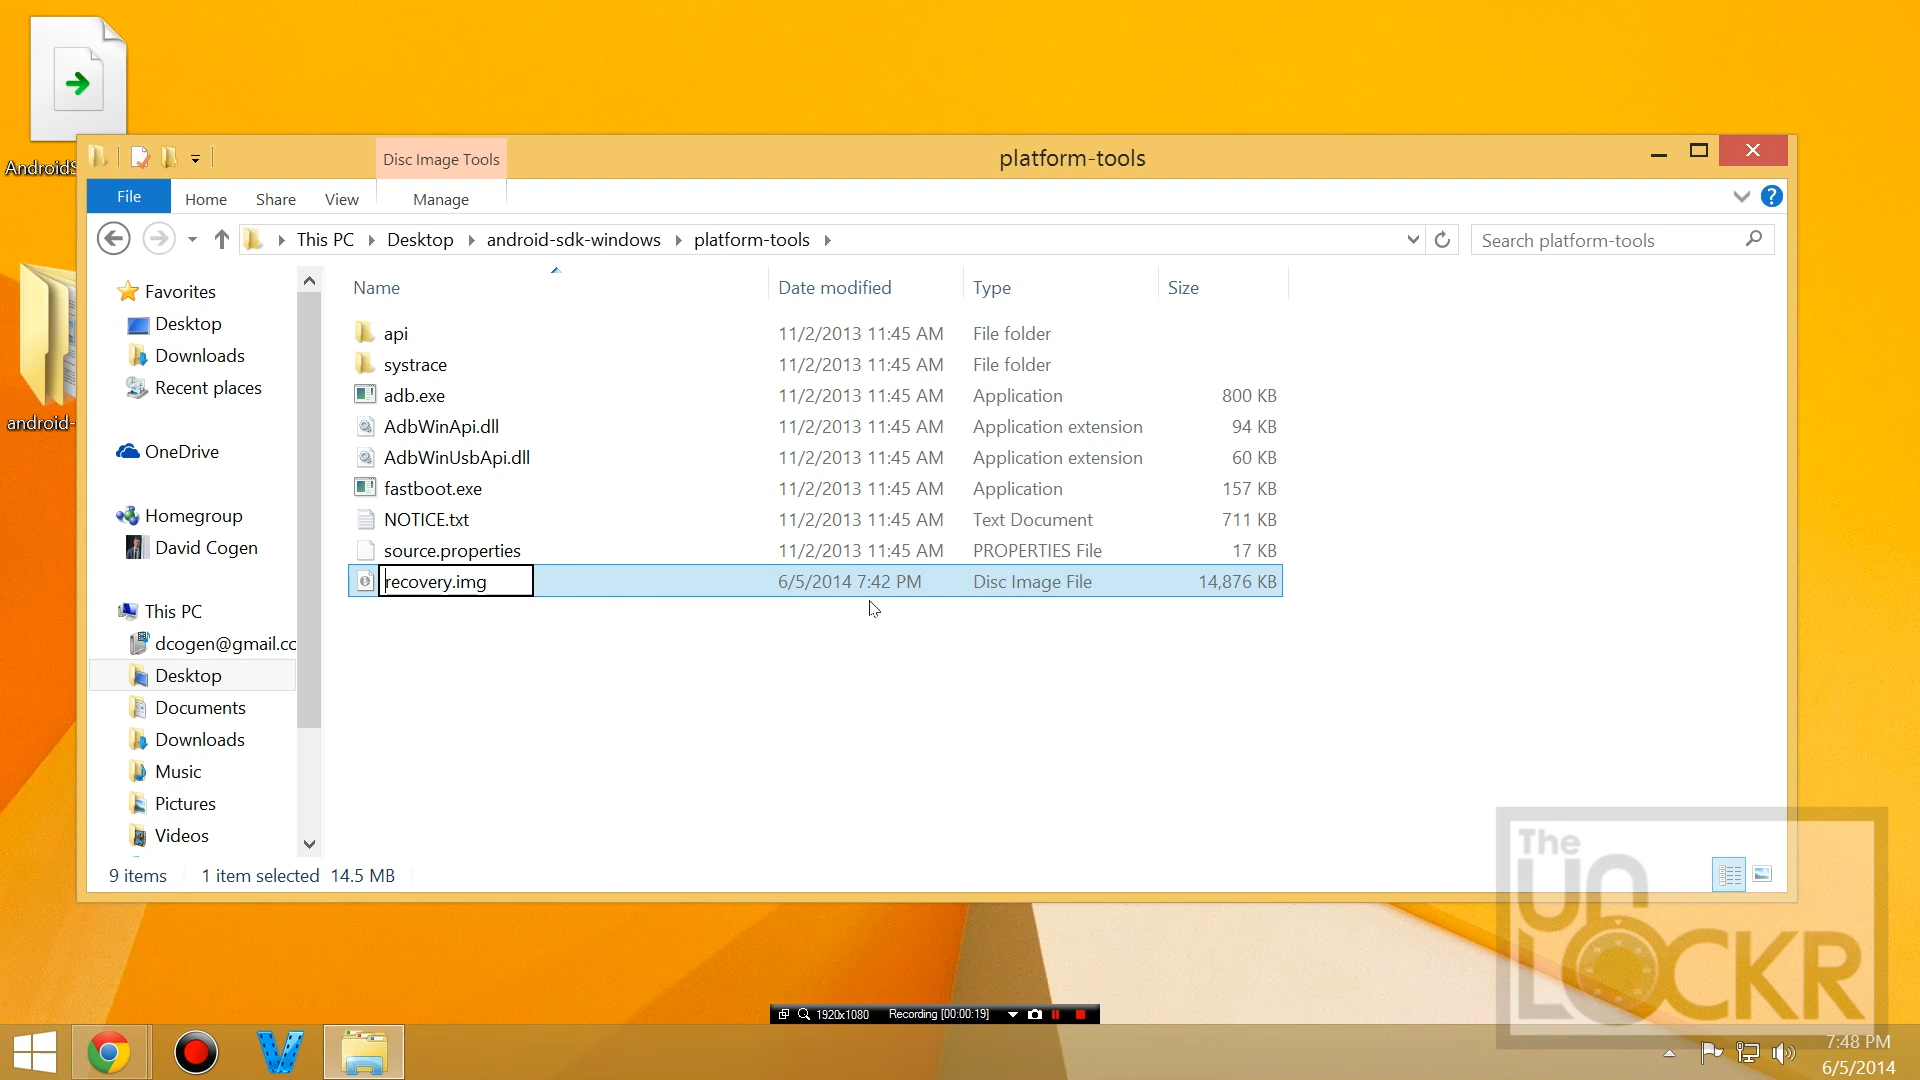 AndroidS
android-
Disc Image Tools
platform-tools
File
Home
Share
View
Manage
This PC
Desktop
android-sdk-windows
platform-tools
Search platform-tools
Favorites
Desktop
Downloads
Recent places
OneDrive
Homegroup
David Cogen
This PC
dcogen@gmail.cc
Desktop
Documents
Downloads
Music
Pictures
Videos
Name Date modified Type Size
api 11/2/2013 11:45 AM File folder
systrace 11/2/2013 11:45 AM File folder
adb.exe 11/2/2013 11:45 AM Application 800 KB
AdbWinApi.dll 11/2/2013 11:45 AM Application extension 94 KB
AdbWinUsbApi.dll 11/2/2013 11:45 AM Application extension 60 KB
fastboot.exe 11/2/2013 11:45 AM Application 157 KB
NOTICE.txt 11/2/2013 11:45 AM Text Document 711 KB
source.properties 11/2/2013 11:45 AM PROPERTIES File 17 KB
recovery.img 6/5/2014 7:42 PM Disc Image File 14,876 KB
9 items 1 item selected 14.5 MB
The
UN
LOCKR
1920x1080 Recording [00:00:19]
7:48 PM
6/5/2014